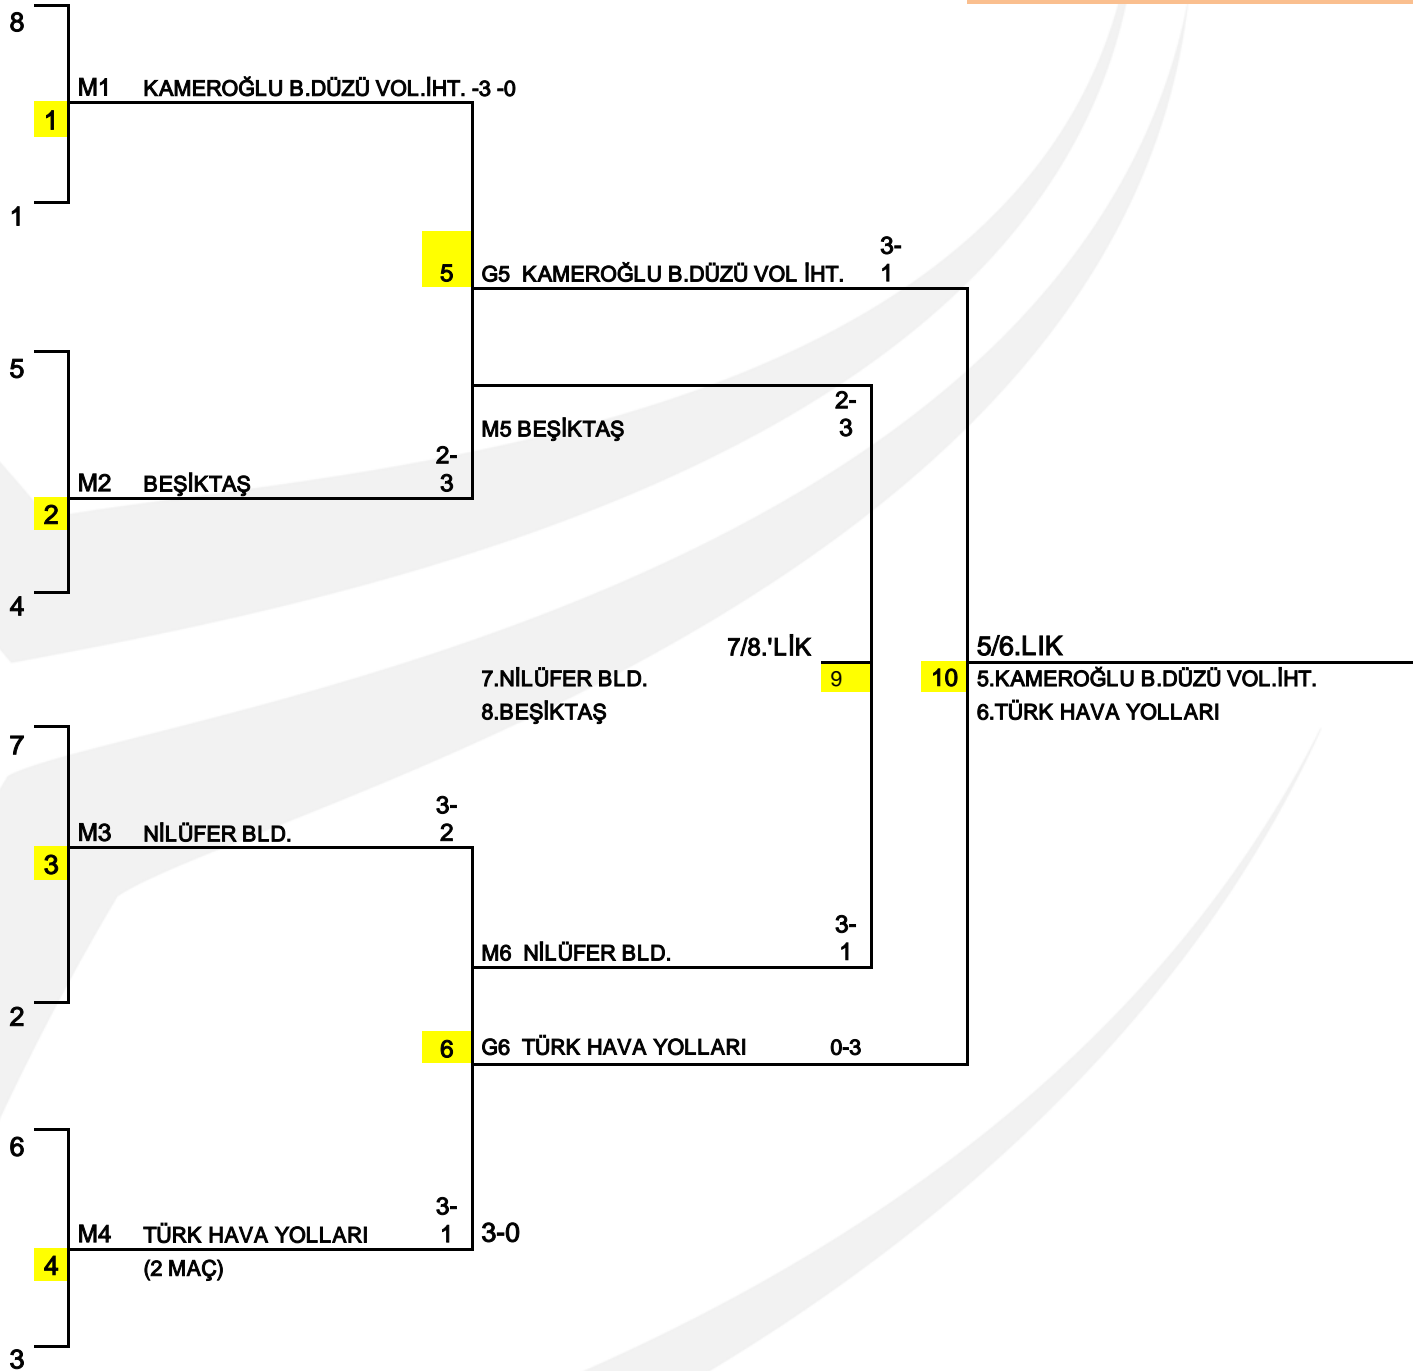 8
M1 KAMEROĞLU B.DÜZÜ VOL.İHT. -3 -0
1
1
3-
5 G5 KAMEROĞLU B.DÜZÜ VOL İHT. 1
5
2-
M5 BEŞİKTAŞ 3
2-
M2 BEŞİKTAŞ 3
2
4
7/8.'LİK 5/6.LIK
7.NİLÜFER BLD. 9 10 5.KAMEROĞLU B.DÜZÜ VOL.İHT.
8.BEŞİKTAŞ 6.TÜRK HAVA YOLLARI
7
3-
M3 NİLÜFER BLD. 2
3
3-
M6 NİLÜFER BLD. 1
2
6 G6 TÜRK HAVA YOLLARI 0-3
6
3-
M4 TÜRK HAVA YOLLARI 1 3-0
4 (2 MAÇ)
3